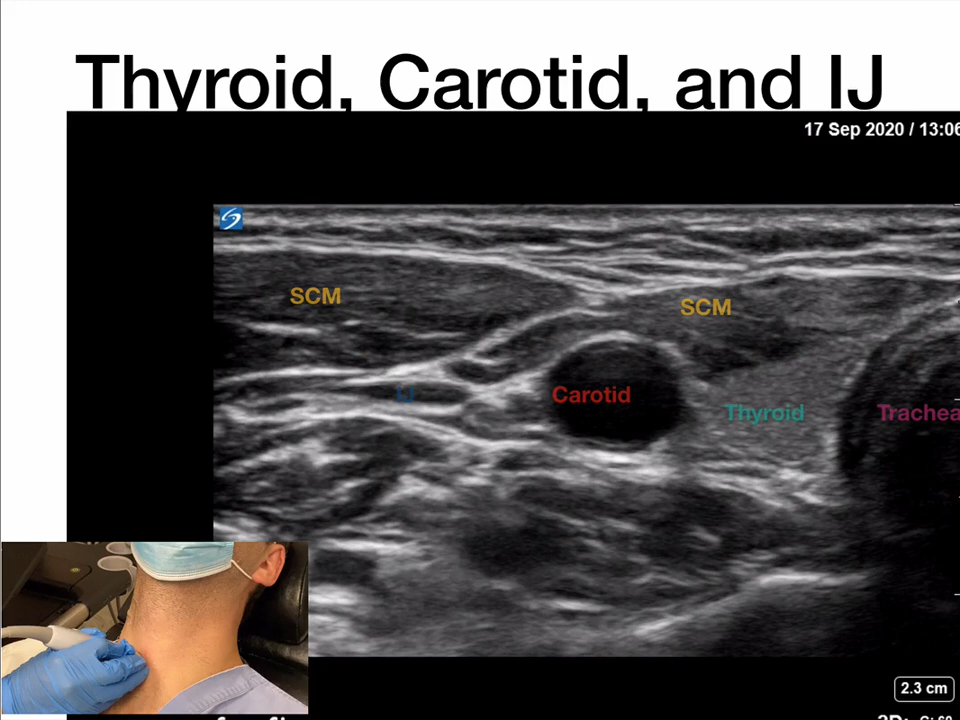 Thyroid, Carotid, and IJ
17 Sep 2020 / 13:06
SCM
SCM
IJ
Carotid
Thyroid
Trachea
2.3 cm